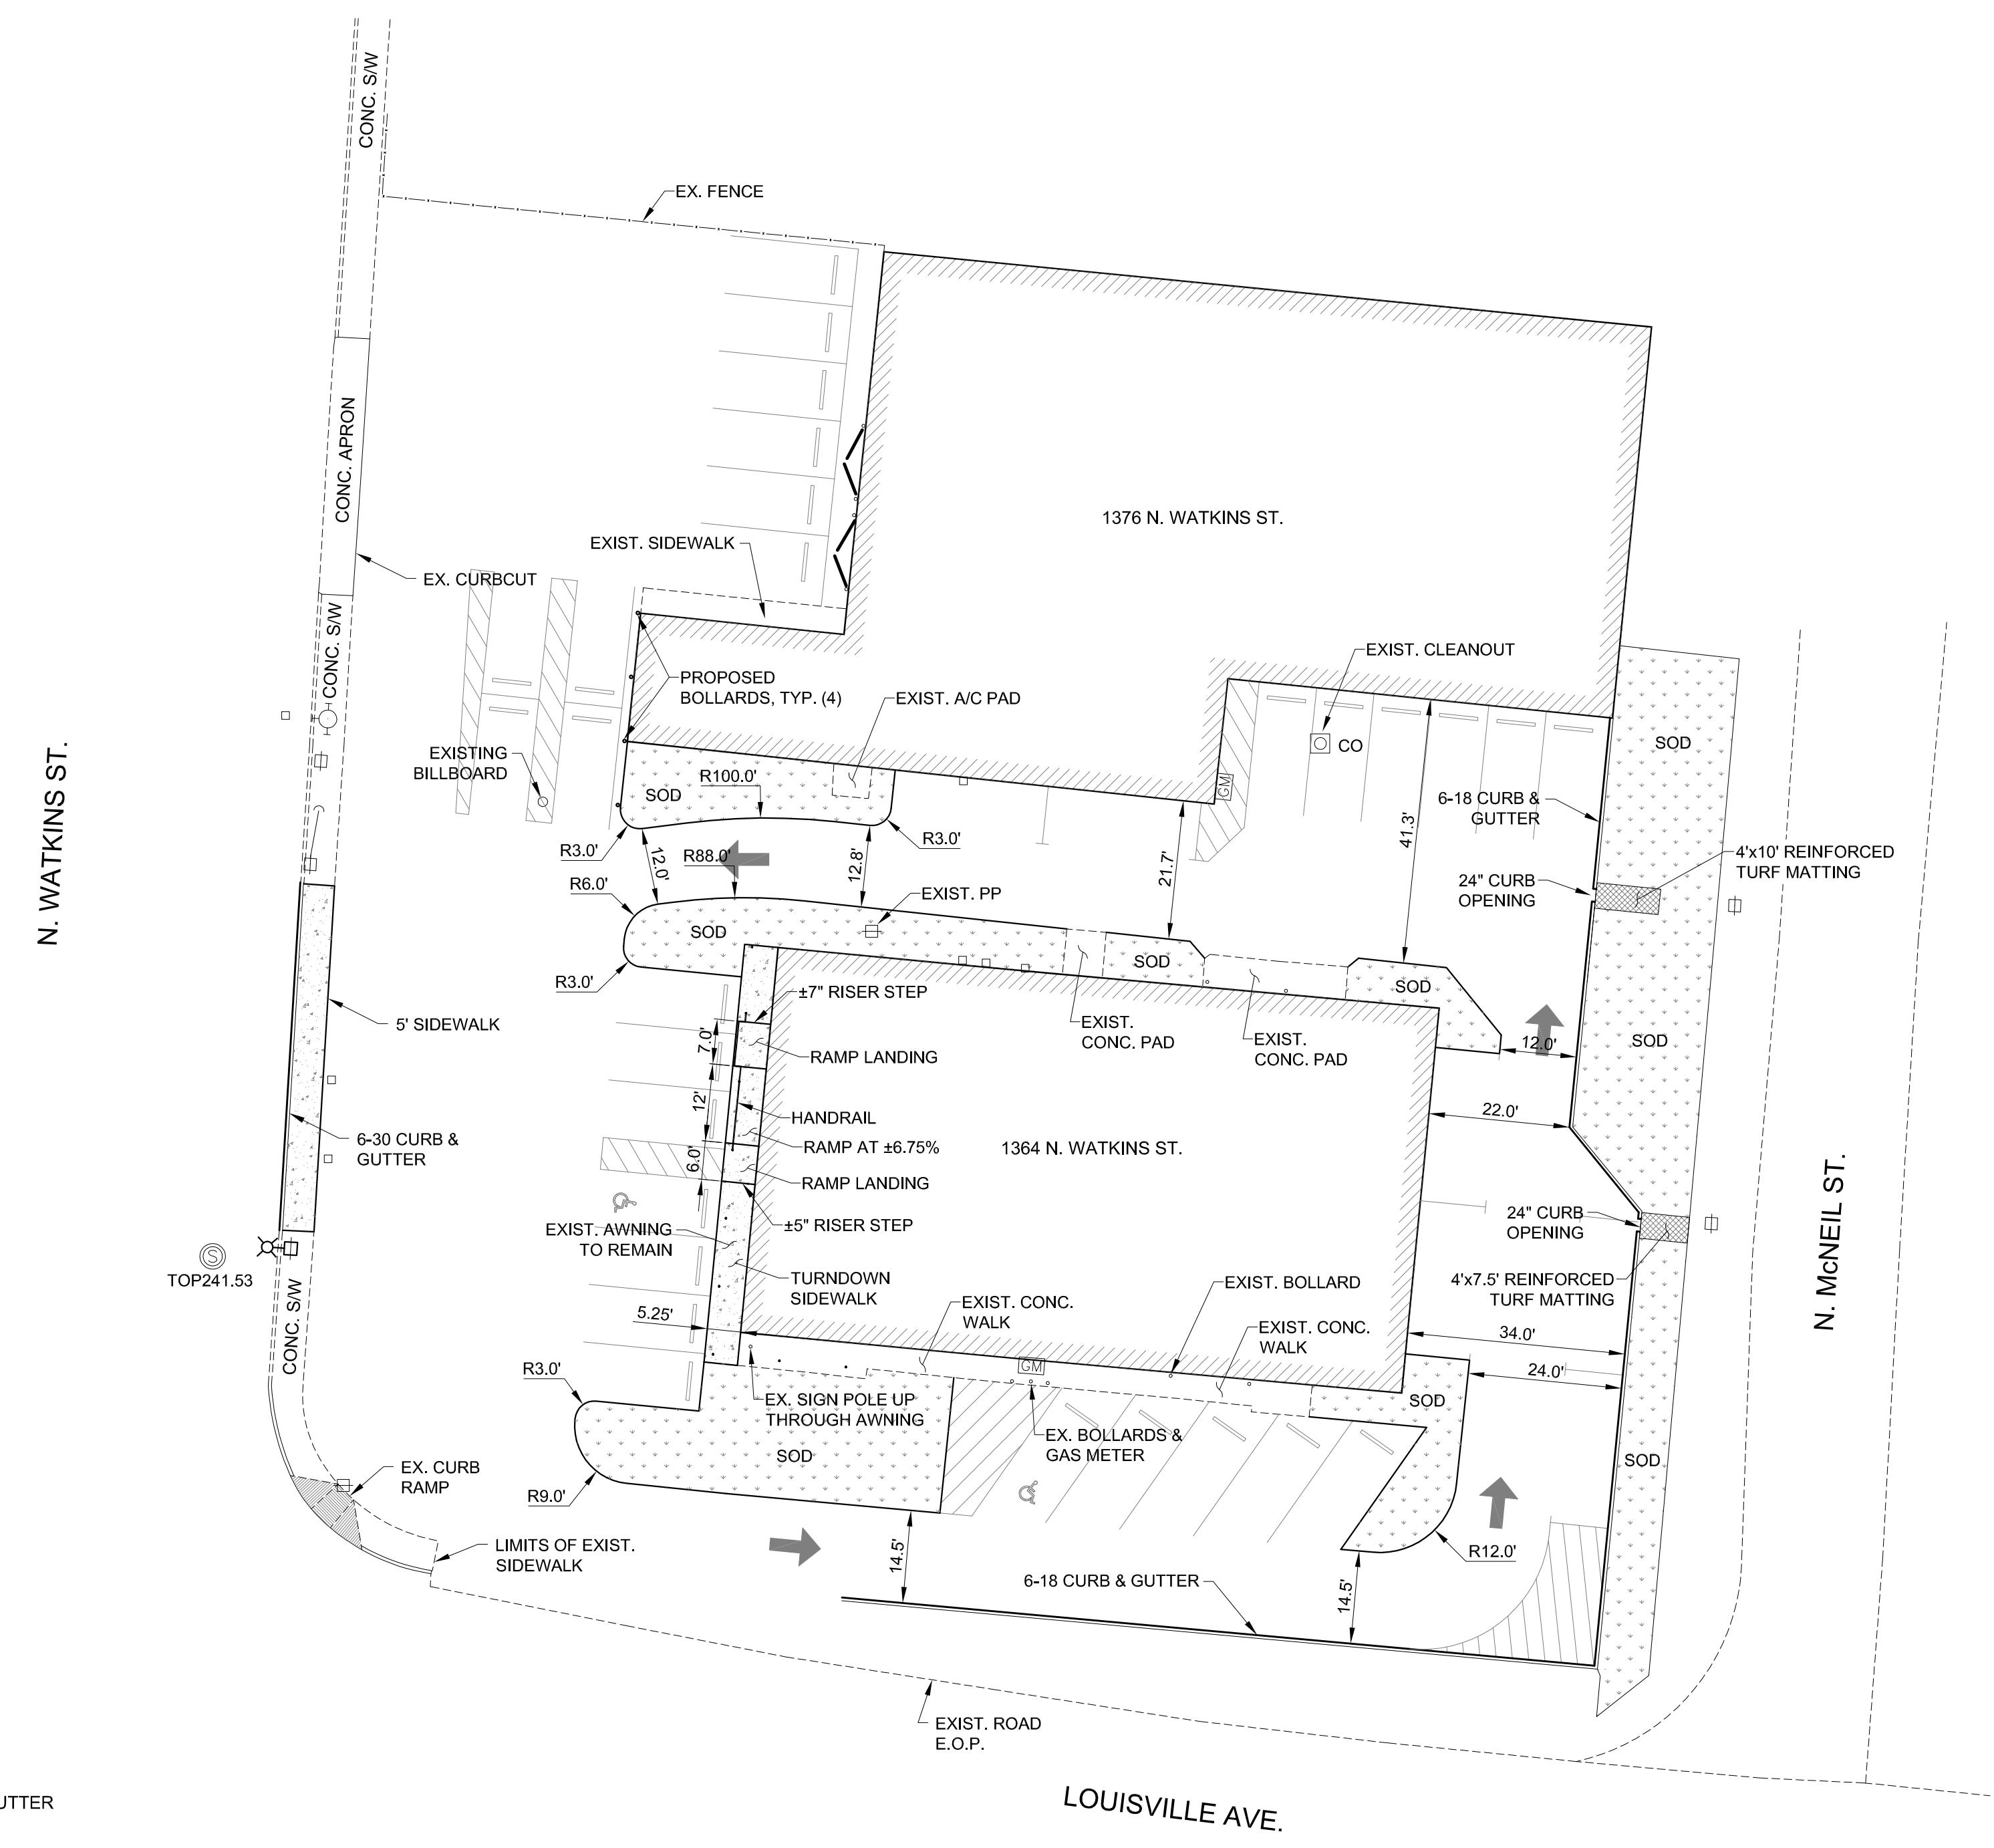 CONC. S/W
EX. FENCE
CONC. APRON
1376 N. WATKINS ST.
EXIST. SIDEWALK
EX. CURBCUT
CONC. S/W
EXIST. CLEANOUT
PROPOSED
BOLLARDS, TYP. (4)
EXIST. A/C PAD
CO
SOD
EXISTING
BILLBOARD
R100.0'
SOD
GM
6-18 CURB &
GUTTER
N. WATKINS ST.
R3.0'
12.0'
R88.0'
12.8'
R3.0'
21.7'
41.3'
4'x10' REINFORCED
TURF MATTING
24" CURB
OPENING
R6.0'
EXIST. PP
SOD
SOD
R3.0'
SOD
±7" RISER STEP
5' SIDEWALK
EXIST.
CONC. PAD
EXIST.
CONC. PAD
7.0'
RAMP LANDING
12.0'
SOD
12'
HANDRAIL
22.0'
6-30 CURB &
GUTTER
RAMP AT ±6.75%
1364 N. WATKINS ST.
6.0'
RAMP LANDING
±5" RISER STEP
24" CURB
OPENING
EXIST. AWNING
TO REMAIN
N. McNEIL ST.
S
TOP241.53
TURNDOWN
SIDEWALK
EXIST. BOLLARD
4'x7.5' REINFORCED
TURF MATTING
CONC. S/W
5.25'
EXIST. CONC.
WALK
EXIST. CONC.
WALK
34.0'
R3.0'
GM
24.0'
EX. SIGN POLE UP
THROUGH AWNING
SOD
EX. BOLLARDS &
GAS METER
SOD
SOD
EX. CURB
RAMP
R9.0'
LIMITS OF EXIST.
SIDEWALK
14.5'
R12.0'
6-18 CURB & GUTTER
14.5'
EXIST. ROAD
E.O.P.
LOUISVILLE AVE.
UTTER